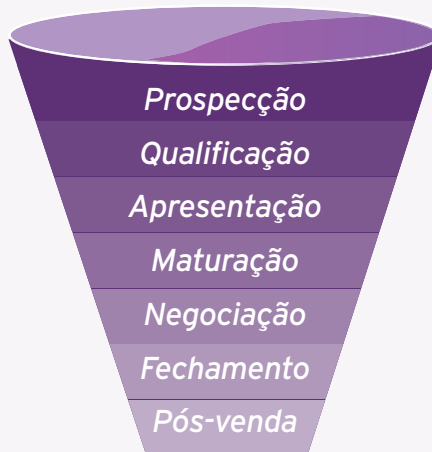 Prospecção
Qualificação
Apresentação
Maturação
Negociação
Fechamento
Pós-venda